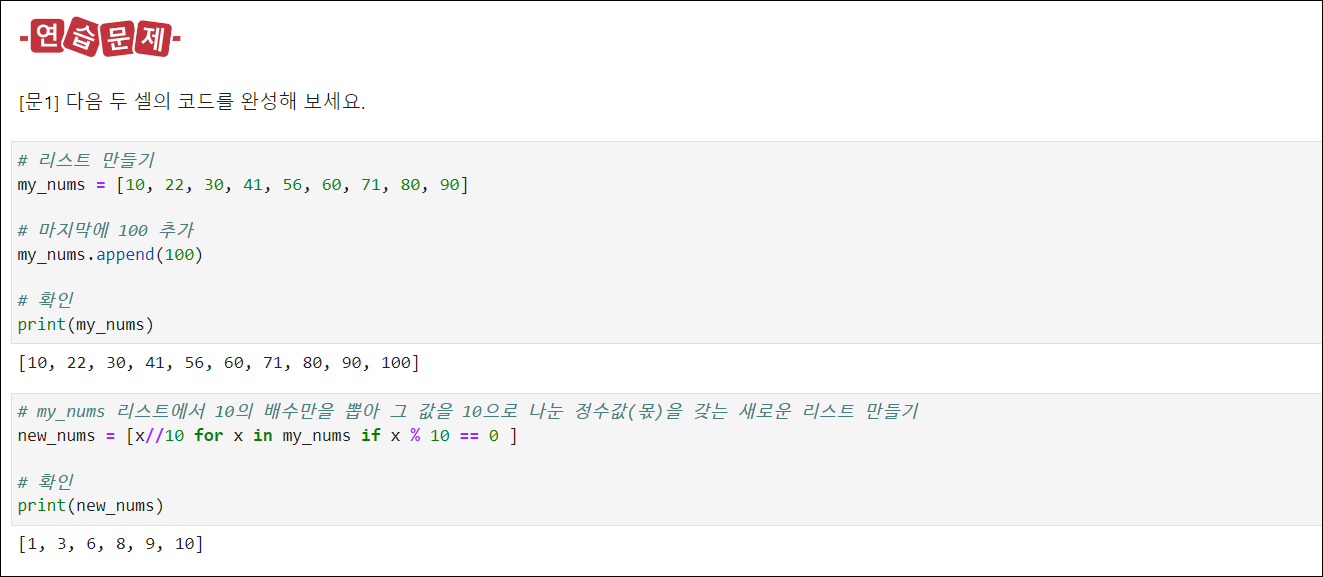 -연습문제-
[문1] 다음 두 셀의 코드를 완성해 보세요.
# 리스트 만들기
my_nums = [10, 22, 30, 41, 56, 60, 71, 80, 90]
# 마지막에 100 추가
my_nums.append(100)
# 확인
print(my_nums)
[10, 22, 30, 41, 56, 60, 71, 80, 90, 100]
# my_nums 리스트에서 10의 배수만을 뽑아 그 값을 10으로 나눈 정수값(몫)을 갖는 새로운 리스트 만들기
new_nums = [x//10 for x in my_nums if x % 10 == 0 ]
# 확인
print(new_nums)
[1, 3, 6, 8, 9, 10]